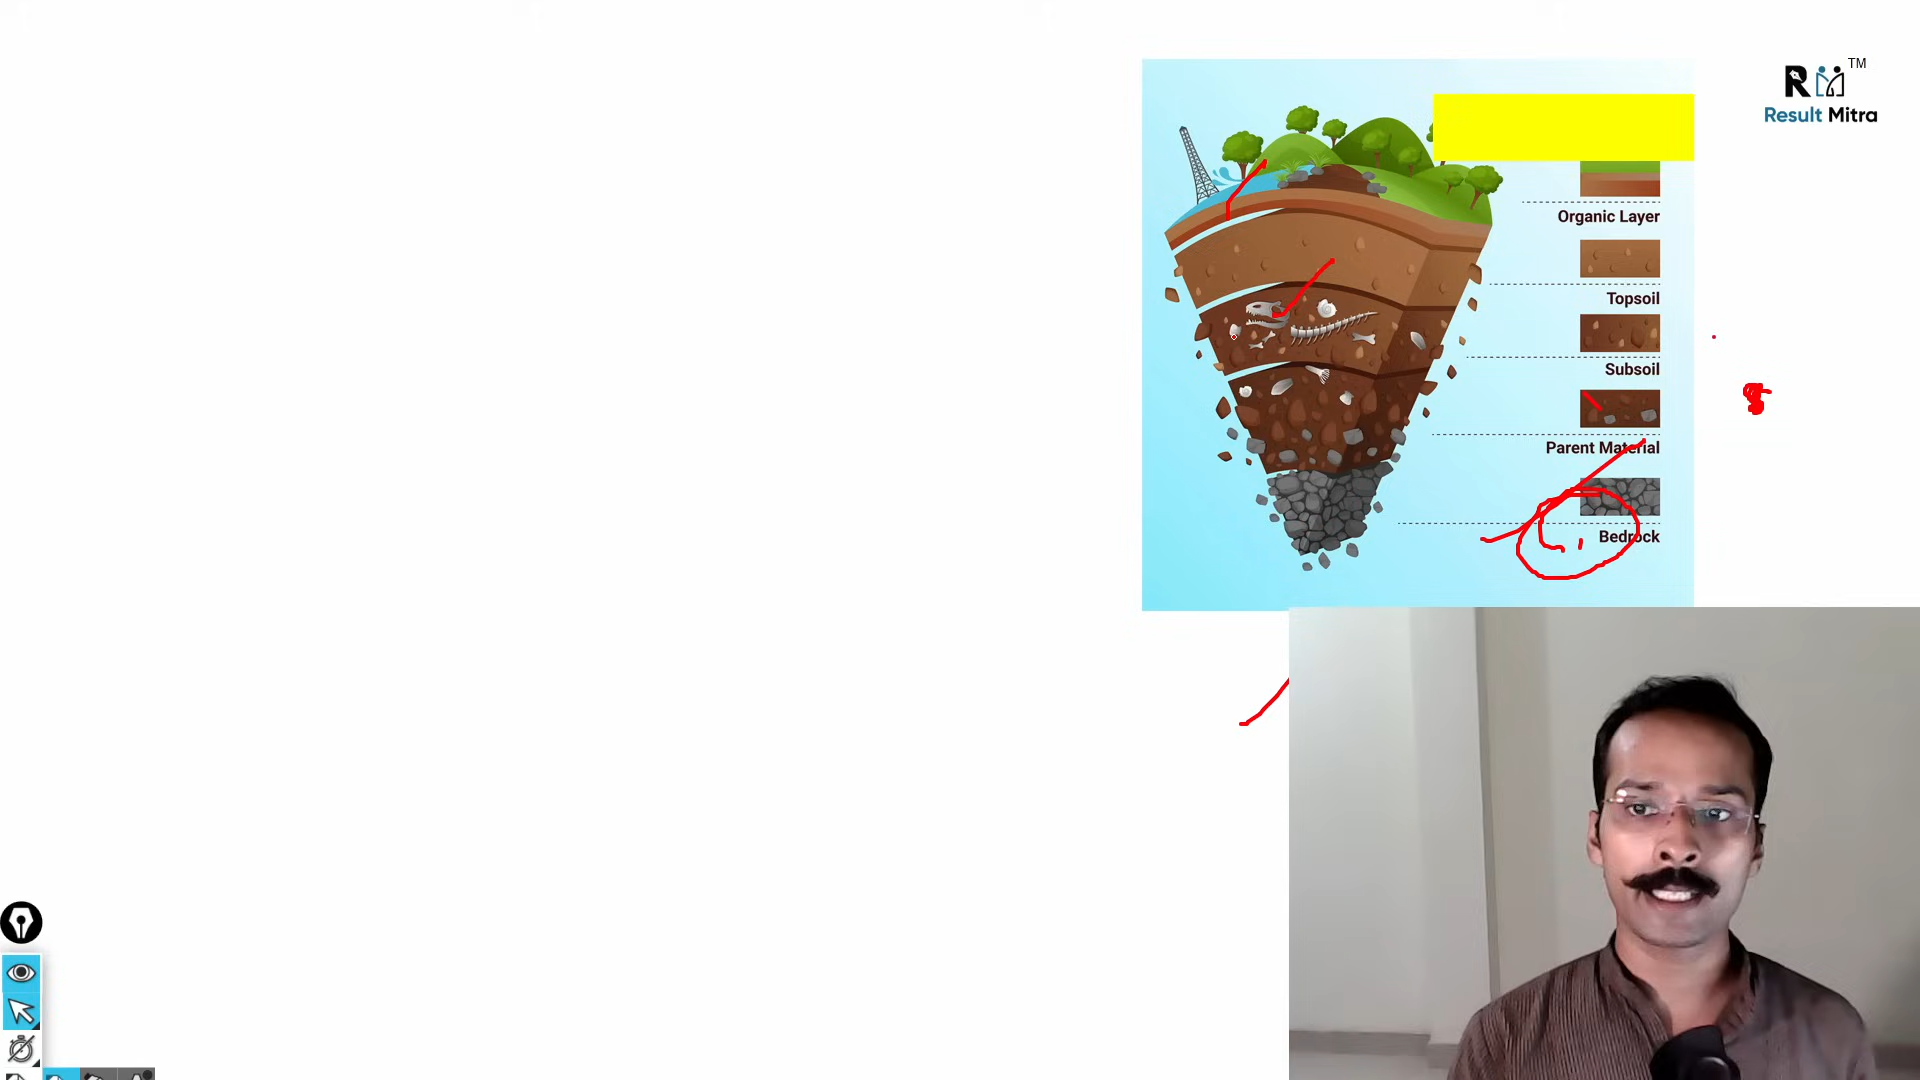 R TM
Result Mitra
Organic Layer
Topsoil
Subsoil
Parent Material
Bedrock